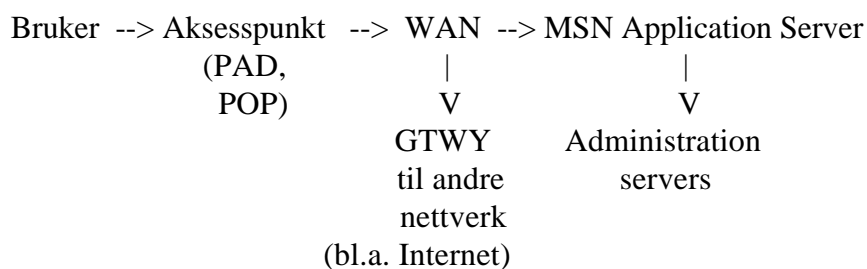 Bruker --> Aksesspunkt --> WAN --> MSN Application Server
(PAD, | |
POP) V V
GTWY Administration
til andre servers
nettverk
(bl.a. Internet)